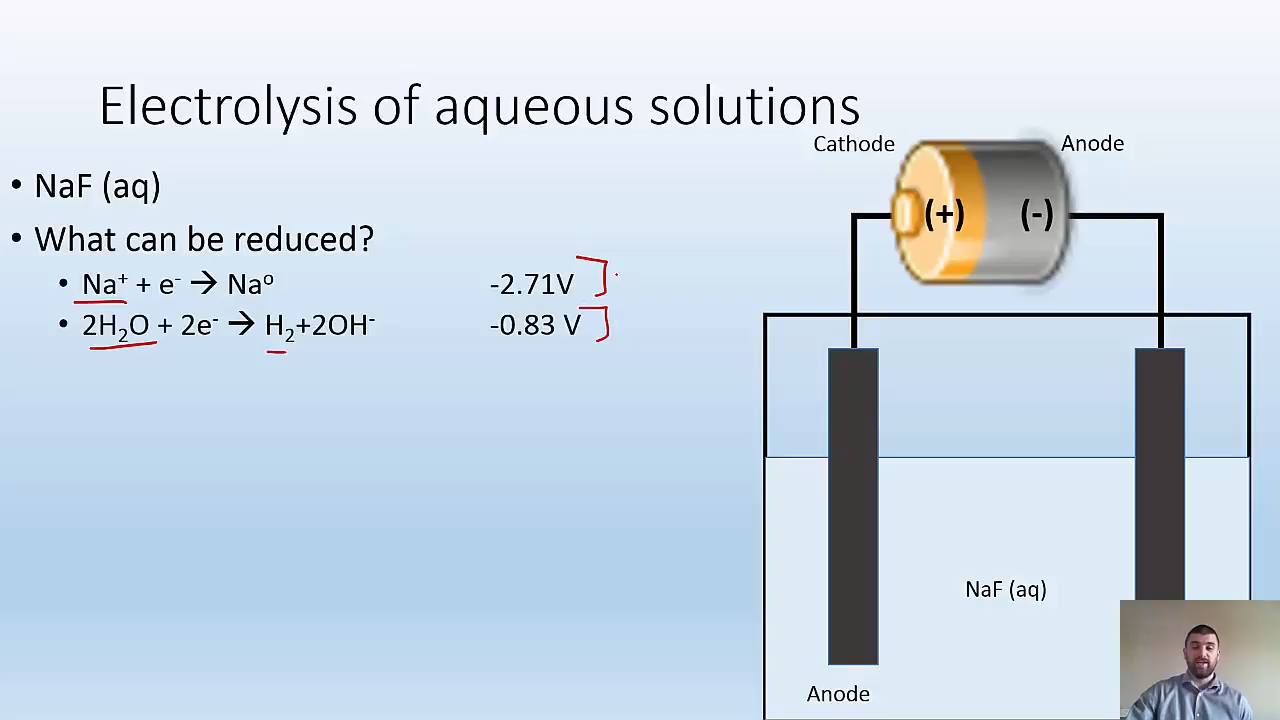 Electrolysis of aqueous solutions
• NaF (aq)
• What can be reduced?
• Na⁺ + e⁻ → Naº -2.71V
• 2H₂O + 2e⁻ → H₂+2OH⁻ -0.83 V
Cathode
Anode
(+) (-)
NaF (aq)
Anode